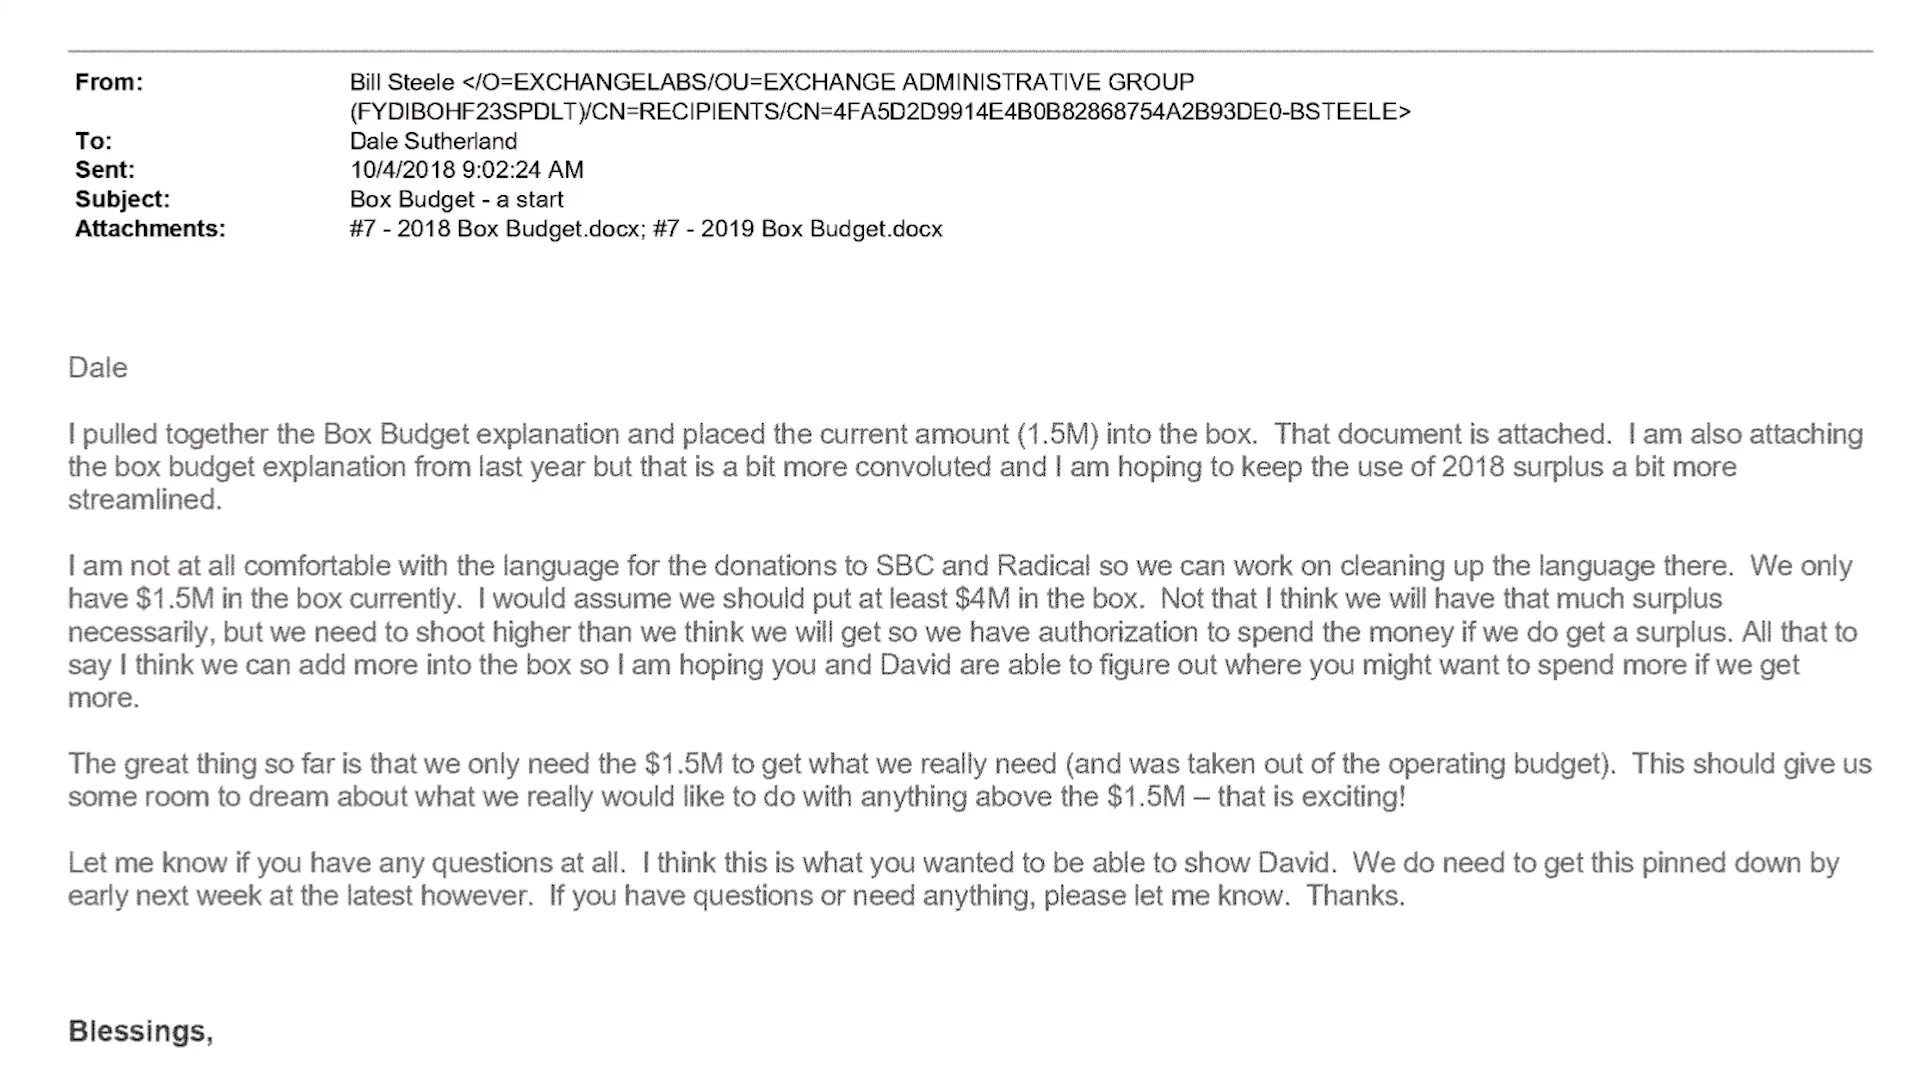 From: Bill Steele </O=EXCHANGELABS/OU=EXCHANGE ADMINISTRATIVE GROUP
(FYDIBOHF23SPDLT)/CN=RECIPIENTS/CN=4FA5D2D9914E4B0B82868754A2B93DE0-BSTEELE>
To: Dale Sutherland
Sent: 10/4/2018 9:02:24 AM
Subject: Box Budget - a start
Attachments: #7 - 2018 Box Budget.docx; #7 - 2019 Box Budget.docx
Dale
I pulled together the Box Budget explanation and placed the current amount (1.5M) into the box.  That document is attached.  I am also attaching
the box budget explanation from last year but that is a bit more convoluted and I am hoping to keep the use of 2018 surplus a bit more
streamlined.
I am not at all comfortable with the language for the donations to SBC and Radical so we can work on cleaning up the language there.  We only
have $1.5M in the box currently.  I would assume we should put at least $4M in the box.  Not that I think we will have that much surplus
necessarily, but we need to shoot higher than we think we will get so we have authorization to spend the money if we do get a surplus. All that to
say I think we can add more into the box so I am hoping you and David are able to figure out where you might want to spend more if we get
more.
The great thing so far is that we only need the $1.5M to get what we really need (and was taken out of the operating budget).  This should give us
some room to dream about what we really would like to do with anything above the $1.5M – that is exciting!
Let me know if you have any questions at all.  I think this is what you wanted to be able to show David.  We do need to get this pinned down by
early next week at the latest however.  If you have questions or need anything, please let me know.  Thanks.
Blessings,